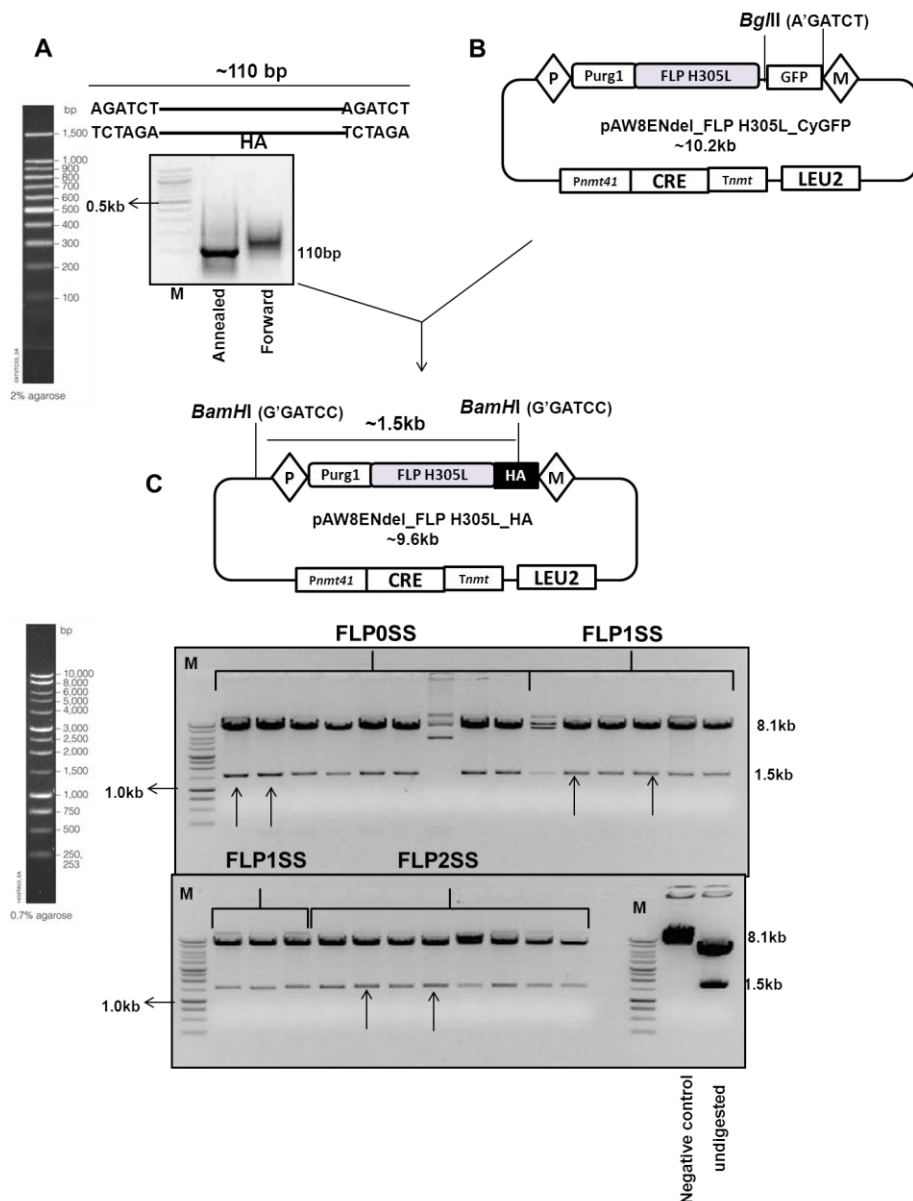 A
~110 bp
AGATCT AGATCT
TCTAGA TCTAGA
HA
bp
1,500
1,000
900
800
700
600
500
400
300
200
100
2% agarose
0.5kb
110bp
M
Annealed
Forward
B
BglII (A'GATCT)
P
Purg1
FLP H305L
GFP
M
pAW8ENdel_FLP H305L_CyGFP
~10.2kb
Pnmt41
CRE
Tnmt
LEU2
BamHI (G'GATCC)
BamHI (G'GATCC)
~1.5kb
C
P
Purg1
FLP H305L
HA
M
pAW8ENdel_FLP H305L_HA
~9.6kb
Pnmt41
CRE
Tnmt
LEU2
bp
10,000
8,000
6,000
5,000
4,000
3,000
2,500
2,000
1,500
1,000
750
500
250,
253
0.7% agarose
FLP0SS
FLP1SS
M
8.1kb
1.5kb
1.0kb
FLP1SS
FLP2SS
M
M
8.1kb
1.5kb
1.0kb
Negative control
undigested